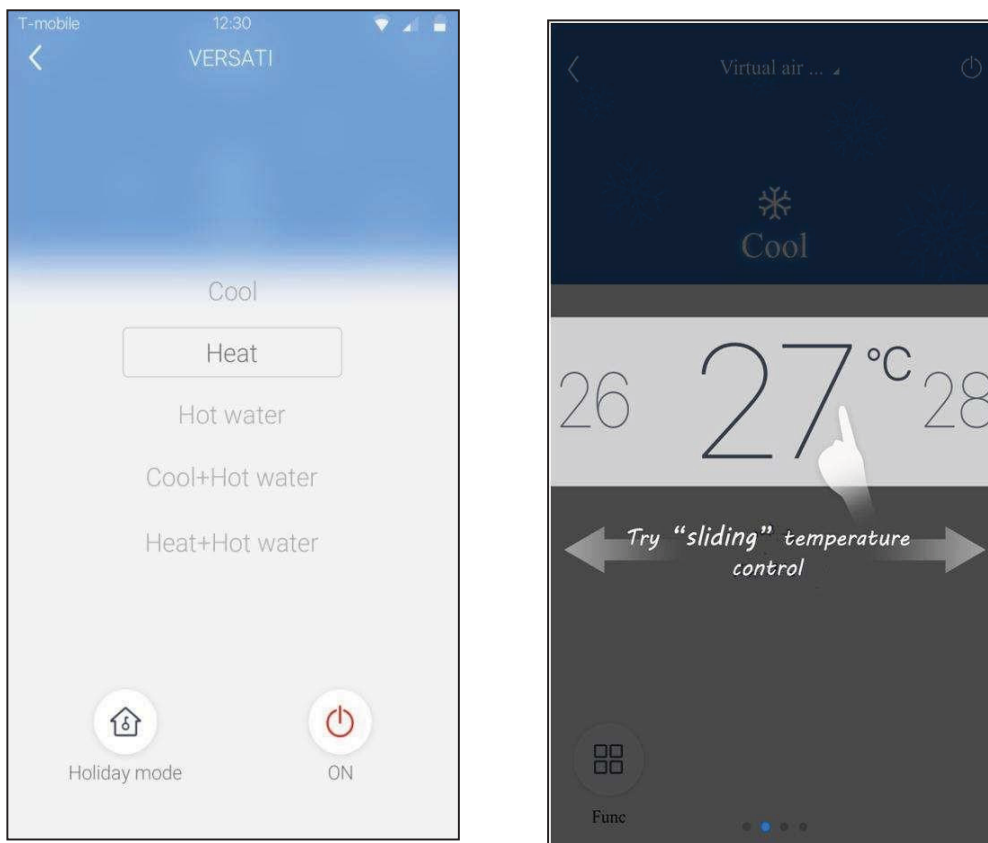 T-mobile 12:30
VERSATI
Cool
Heat
Hot water
Cool+Hot water
Heat+Hot water
Holiday mode ON
Virtual air ...
Cool
26 27 °C 28
Try “sliding” temperature
control
Func